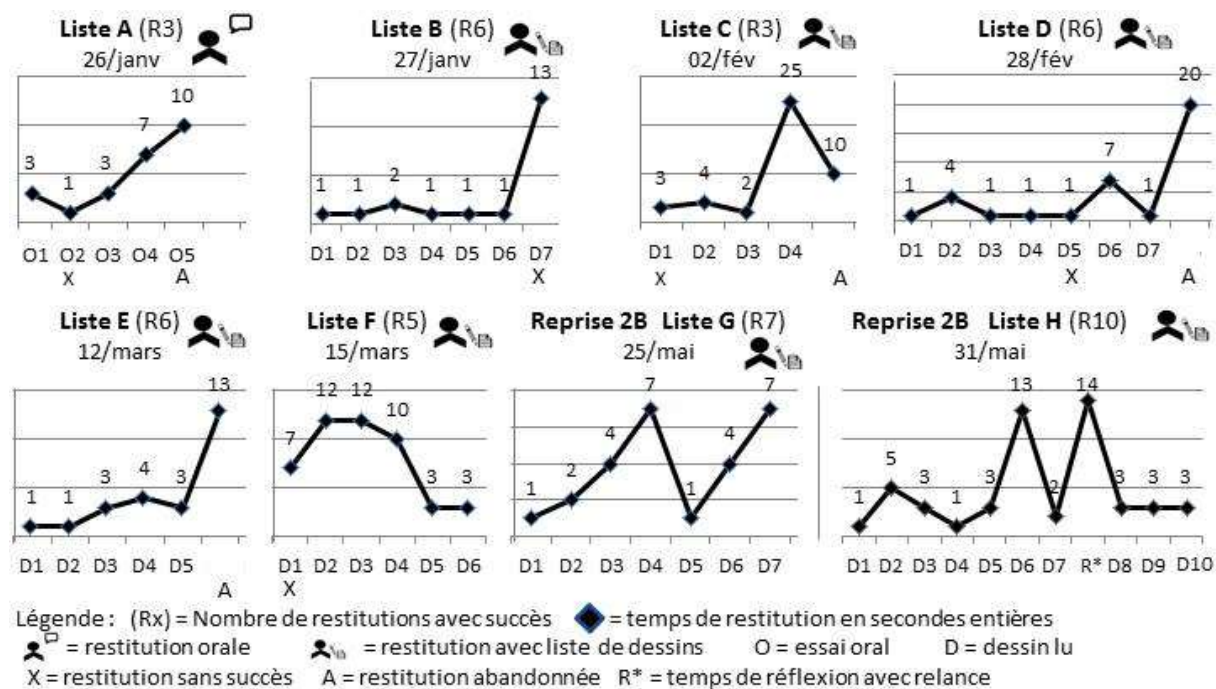 Liste A (R3)
26/janv
3 1 3 7 10
O1 O2 O3 O4 O5
X A
Liste B (R6)
27/janv
1 1 2 1 1 1 13
D1 D2 D3 D4 D5 D6 D7
X
Liste C (R3)
02/fév
3 4 2 25 10
D1 D2 D3 D4
X A
Liste D (R6)
28/fév
1 4 1 1 1 7 1 20
D1 D2 D3 D4 D5 D6 D7
X A
Liste E (R6)
12/mars
1 1 3 4 3 13
D1 D2 D3 D4 D5
A
Liste F (R5)
15/mars
7 12 12 10 3 3
D1 D2 D3 D4 D5 D6
X
Reprise 2B Liste G (R7)
25/mai
1 2 4 7 1 4 7
D1 D2 D3 D4 D5 D6 D7
Reprise 2B Liste H (R10)
31/mai
1 5 3 1 3 13 2 14 3 3 3
D1 D2 D3 D4 D5 D6 D7 R* D8 D9 D10
Légende : (Rx) = Nombre de restitutions avec succès = temps de restitution en secondes entières
= restitution orale = restitution avec liste de dessins O = essai oral D = dessin lu
X = restitution sans succès A = restitution abandonnée R* = temps de réflexion avec relance